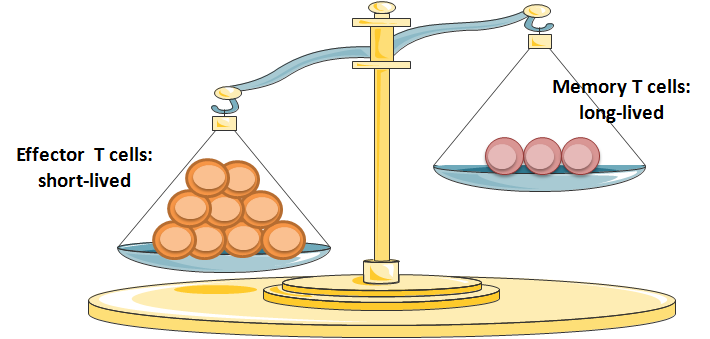 Memory T cells:
long-lived
Effector T cells:
short-lived